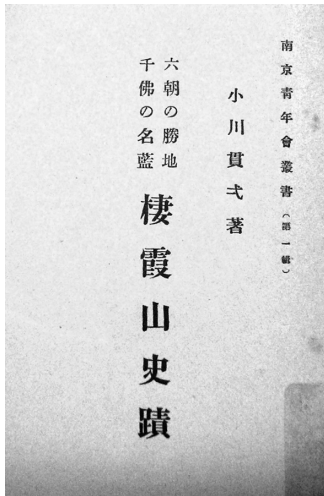 南京青年會叢書（第一輯）
小川貫弌著
六朝の勝地
千佛の名藍
棲霞山史蹟